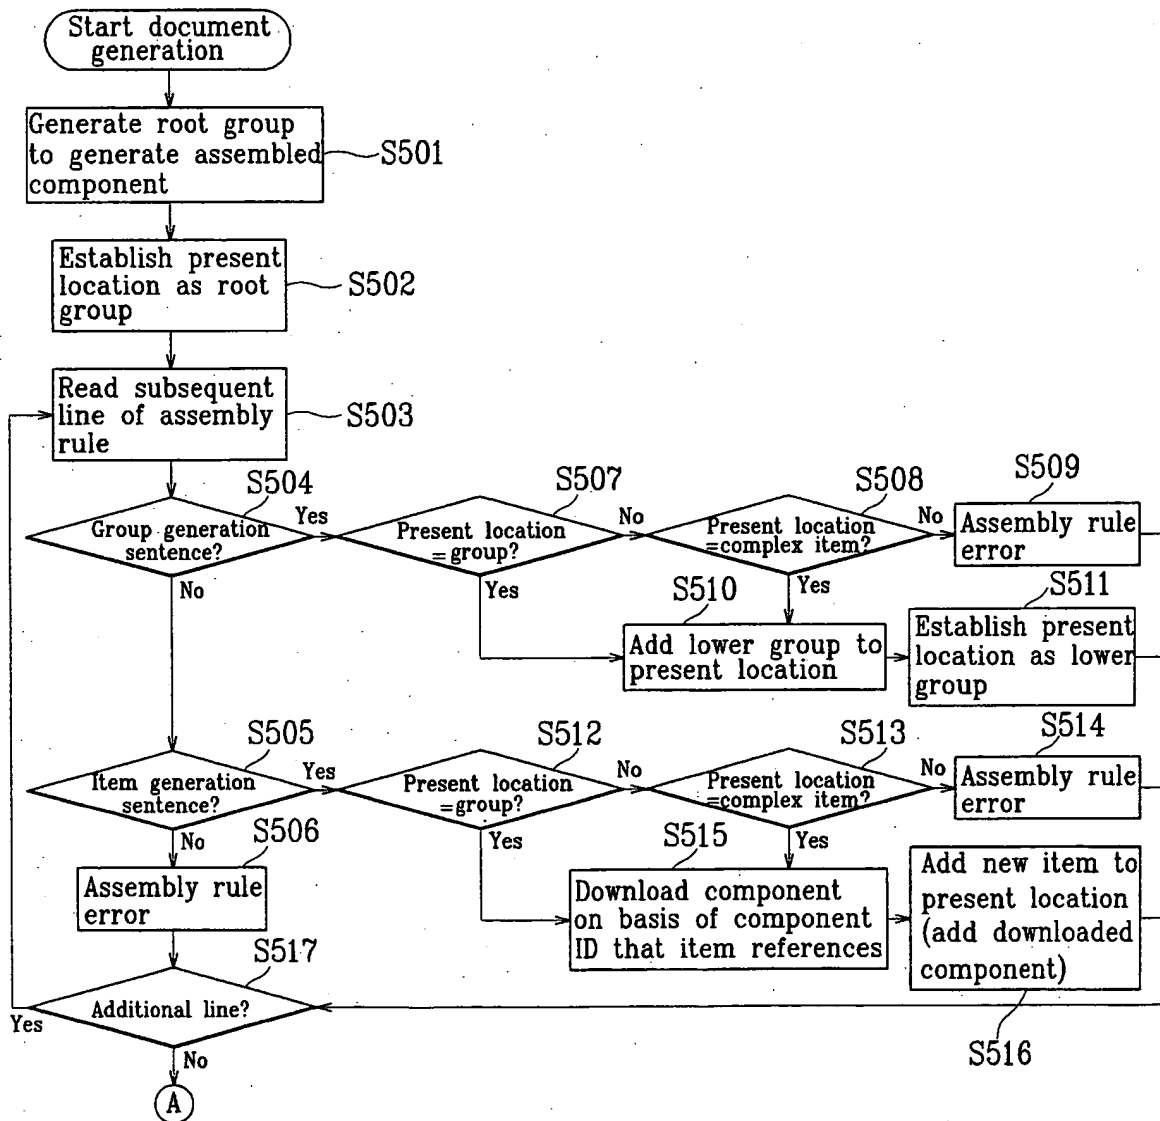 Start document
generation
Generate root group
to generate assembled
component
S501
Establish present
location as root
group
S502
Read subsequent
line of assembly
rule
S503
S504
Group generation
sentence?
Yes
No
S507
Present location
=group?
No
Yes
S508
Present location
=complex item?
No
Yes
S509
Assembly rule
error
S510
Add lower group to
present location
S511
Establish present
location as lower
group
S505
Item generation
sentence?
Yes
No
S512
Present location
=group?
No
Yes
S513
Present location
=complex item?
No
Yes
S514
Assembly rule
error
S506
Assembly rule
error
S515
Download component
on basis of component
ID that item references
Add new item to
present location
(add downloaded
component)
S516
S517
Additional line?
Yes
No
A